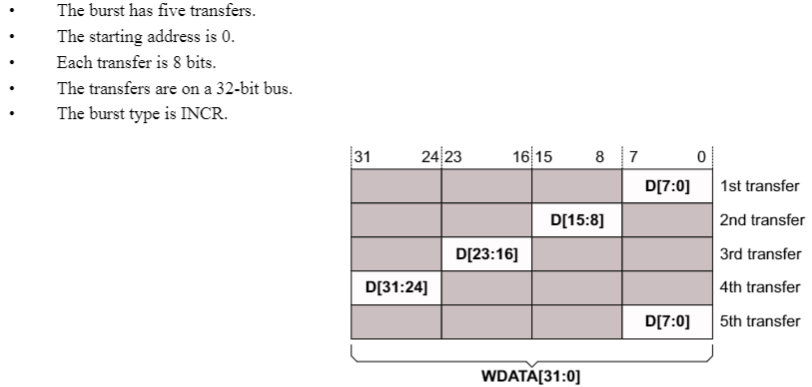 • The burst has five transfers.
• The starting address is 0.
• Each transfer is 8 bits.
• The transfers are on a 32-bit bus.
• The burst type is INCR.
31 24 23 16 15 8 7 0
D[7:0] 1st transfer
D[15:8] 2nd transfer
D[23:16] 3rd transfer
D[31:24] 4th transfer
D[7:0] 5th transfer
WDATA[31:0]